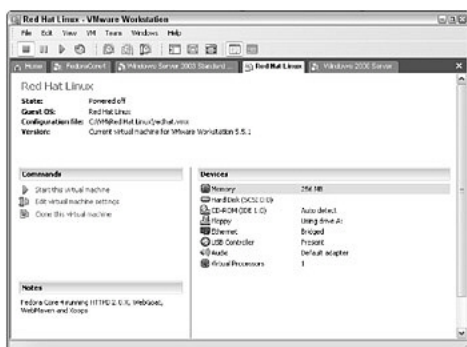 Red Hat Linux - VMware Workstation
File Edit View VM Team Windows Help
Home FedoraCore4 Windows Server 2003 Standard ... Red Hat Linux Windows 2000 Server
Red Hat Linux
State: Powered off
Guest OS: Red Hat Linux
Configuration file: C:\VM\Red Hat Linux\redhat.vmx
Version: Current virtual machine for VMware Workstation 5.5.1
Commands
Start this virtual machine
Edit virtual machine settings
Clone this virtual machine
Devices
Memory 256 MB
Hard Disk (SCSI 0:0)
CD-ROM (IDE 1:0) Auto detect
Floppy Using drive A:
Ethernet Bridged
USB Controller Present
Audio Default adapter
Virtual Processors 1
Notes
Fedora Core 4 running HTTPD 2.0.X, WebGoat,
WebMaven and Xoops